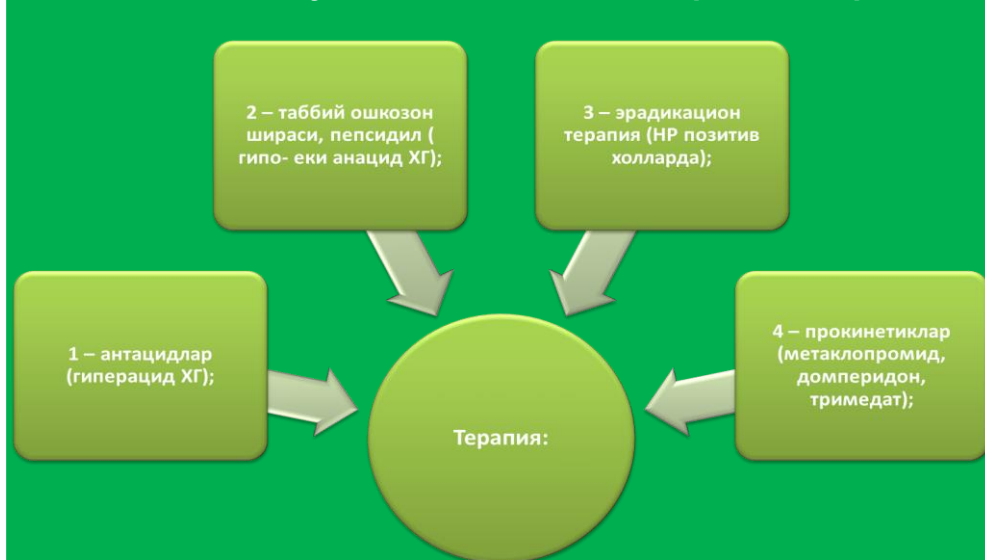 1 – антацидлар
(гиперацид ХГ);
2 – таббий ошкозон
шираси, пепсидил (
гипо- еки анацид ХГ);
3 – эрадикацион
терапия (НР позитив
холларда);
4 – прокинетиклар
(метаклопромид,
домперидон,
тримедат);
Терапия: